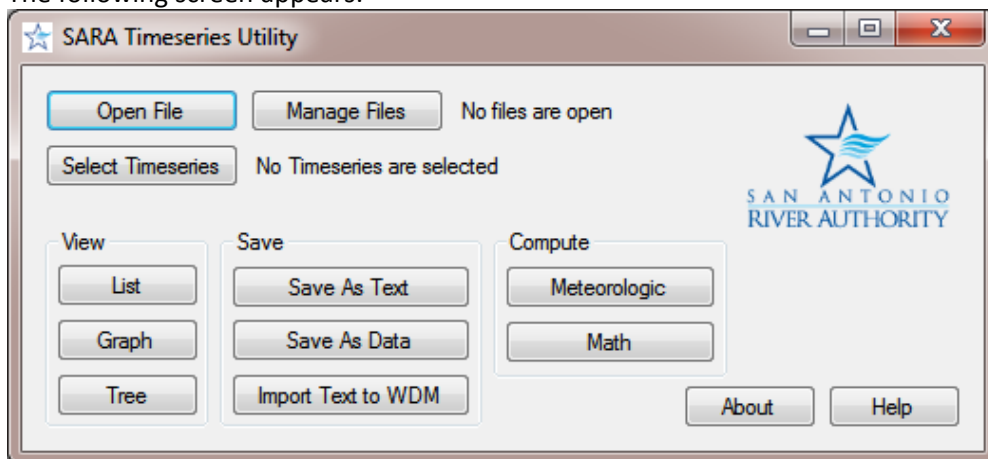 The following screen appears:
SARA Timeseries Utility
Open File
Manage Files
No files are open
Select Timeseries
No Timeseries are selected
SAN ANTONIO
RIVER AUTHORITY
View
List
Graph
Tree
Save
Save As Text
Save As Data
Import Text to WDM
Compute
Meteorologic
Math
About
Help